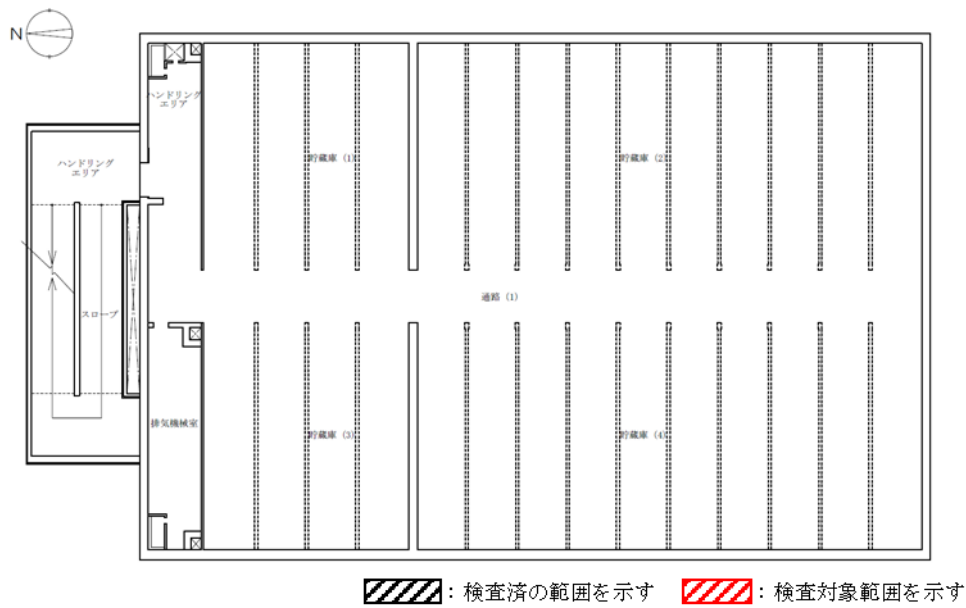 N
ハンドリング
エリア
貯蔵庫（1）
貯蔵庫（2）
ハンドリング
エリア
通路（1）
スロープ
排気機械室
貯蔵庫（3）
貯蔵庫（4）
：検査済の範囲を示す
：検査対象範囲を示す